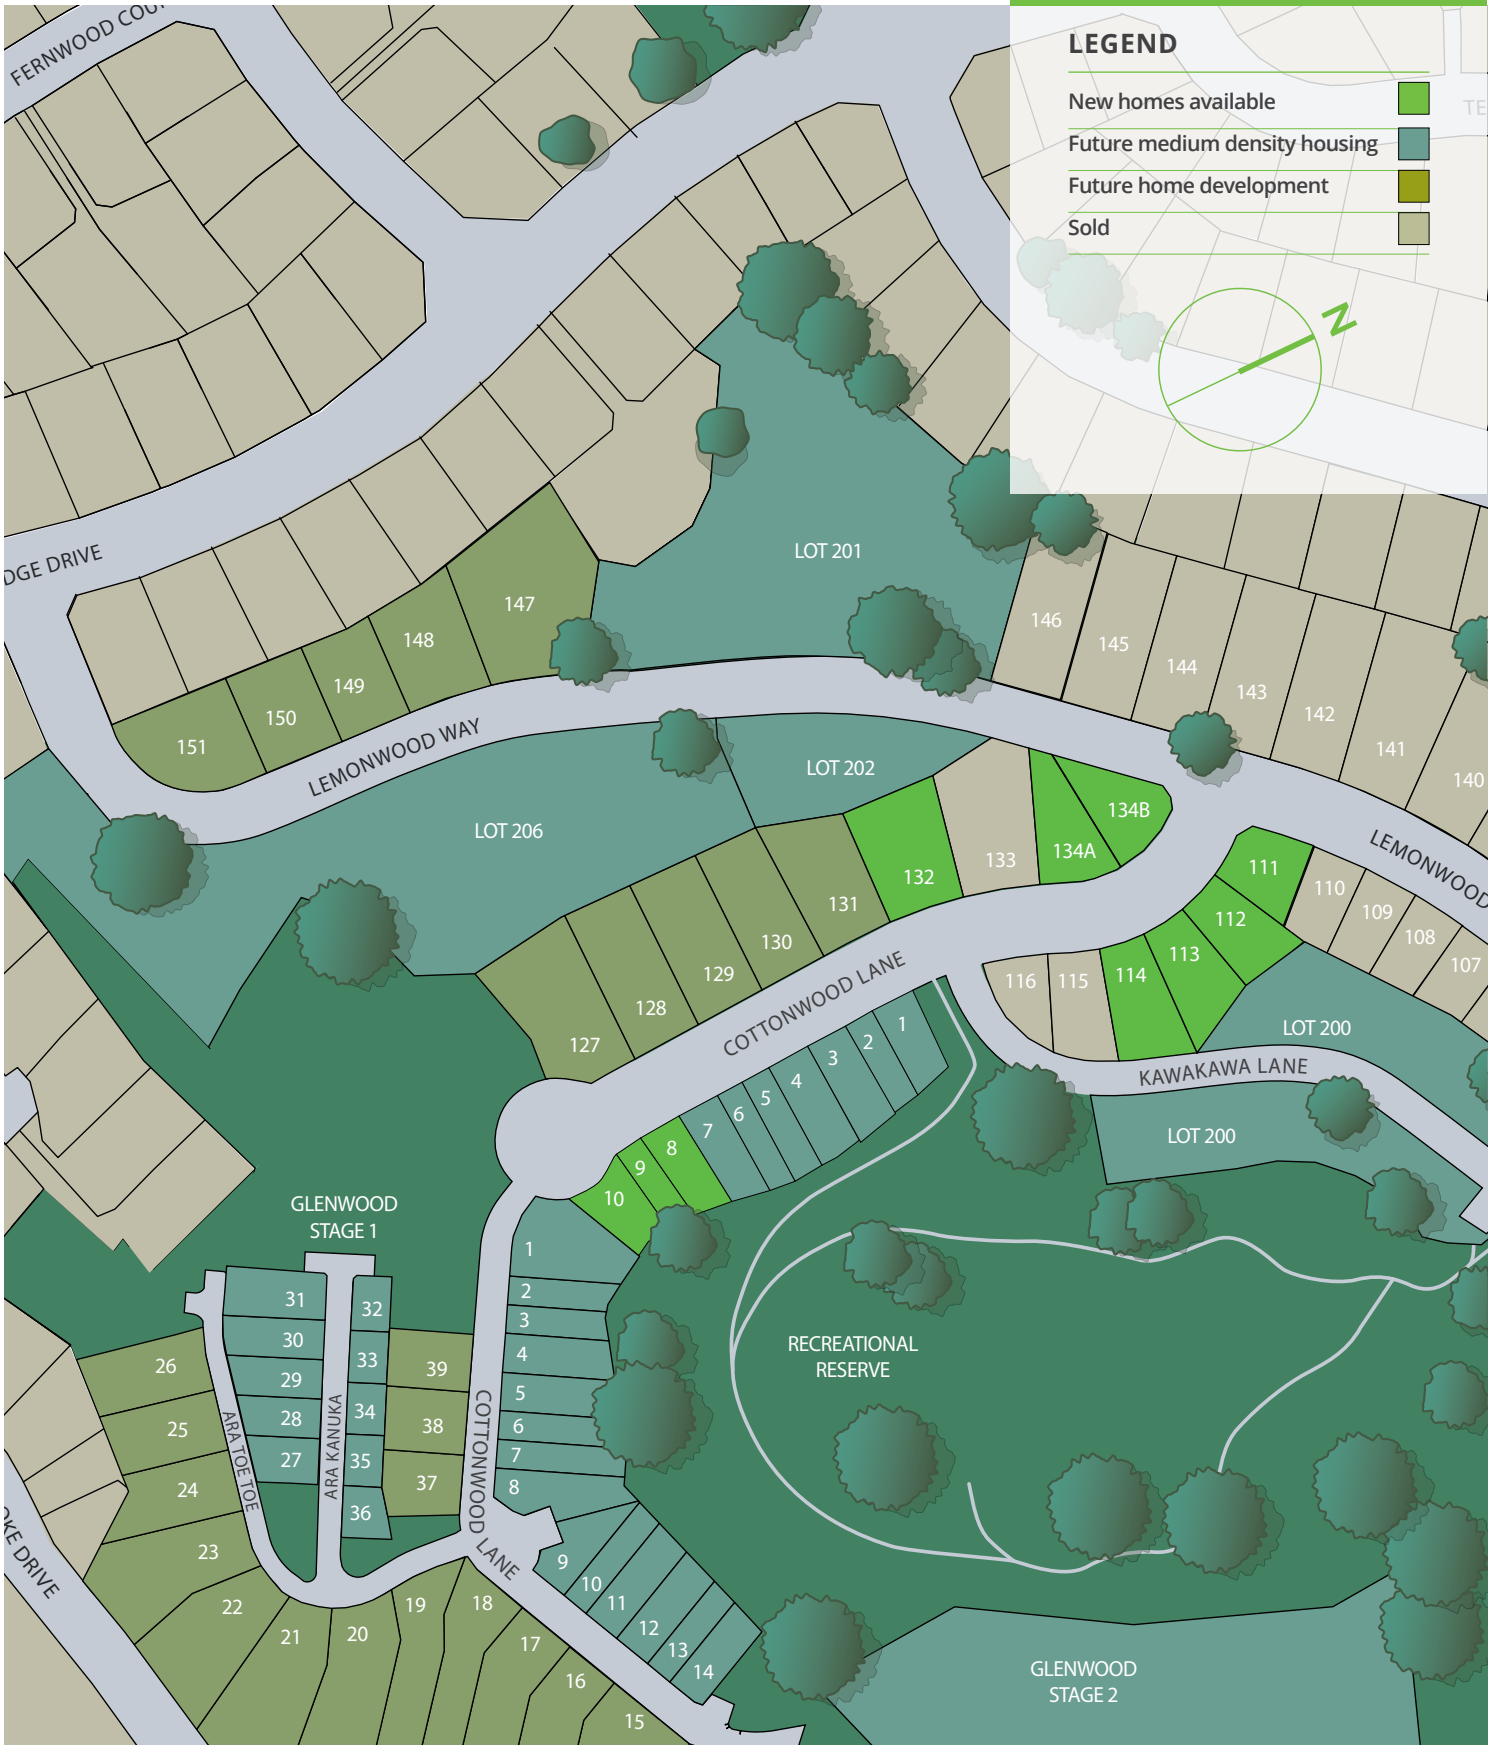 FERNWOOD COU
LEGEND
New homes available
TE
Future medium density housing
Future home development
Sold
N
DGE DRIVE
LOT 201
147
146
148
145
144
149
143
150
142
151
141
LEMONWOOD WAY
LOT 202
140
LOT 206
134B
134A
133
132
LEMONWOOD
111
110
131
109
112
130
108
113
107
129
114
116
115
128
COTTONWOOD LANE
127
LOT 200
1
2
3
4
5
6
7
8
9
10
KAWAKAWA LANE
LOT 200
GLENWOOD
STAGE 1
1
2
3
4
5
6
7
8
31
30
29
28
27
32
33
34
35
36
39
38
37
26
25
24
23
22
21
20
19
18
17
16
15
ARA TOE TOE
ARA KANUKA
COTTONWOOD LANE
RECREATIONAL
RESERVE
9
10
11
12
13
14
OKE DRIVE
GLENWOOD
STAGE 2